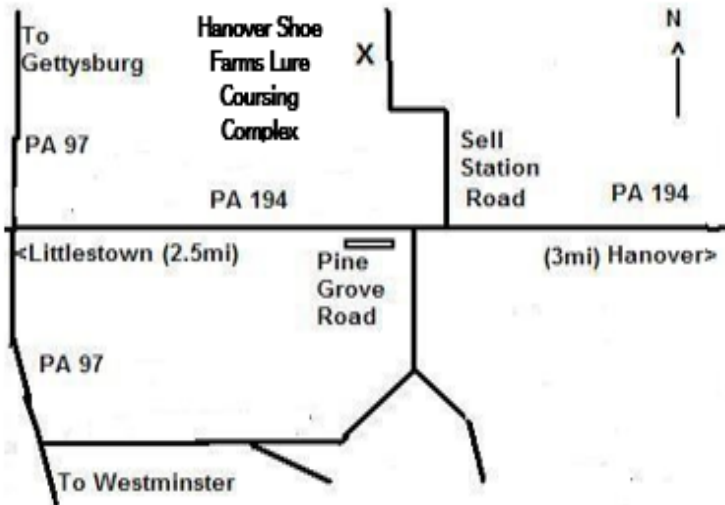 To
Gettysburg
Hanover Shoe
Farms Lure
Coursing
Complex
X
N
PA 97
Sell
Station
Road
PA 194
PA 194
<Littlestown (2.5mi)
Pine
Grove
Road
(3mi) Hanover>
PA 97
To Westminster